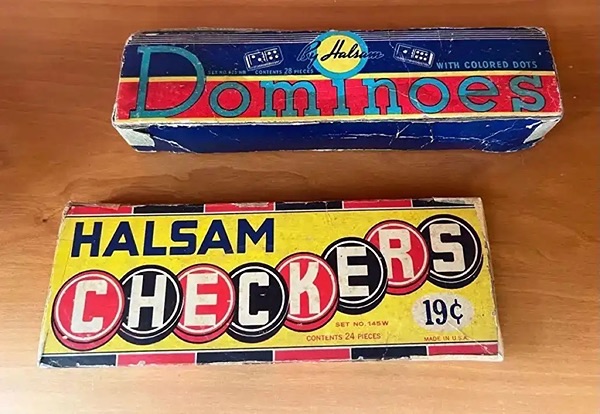 By Halsam
CONTENTS 28 PIECES
WITH COLORED DOTS
Dominoes
HALSAM
CHECKERS
19¢
SET NO. 14SW
CONTENTS 24 PIECES
MADE IN U.S.A.